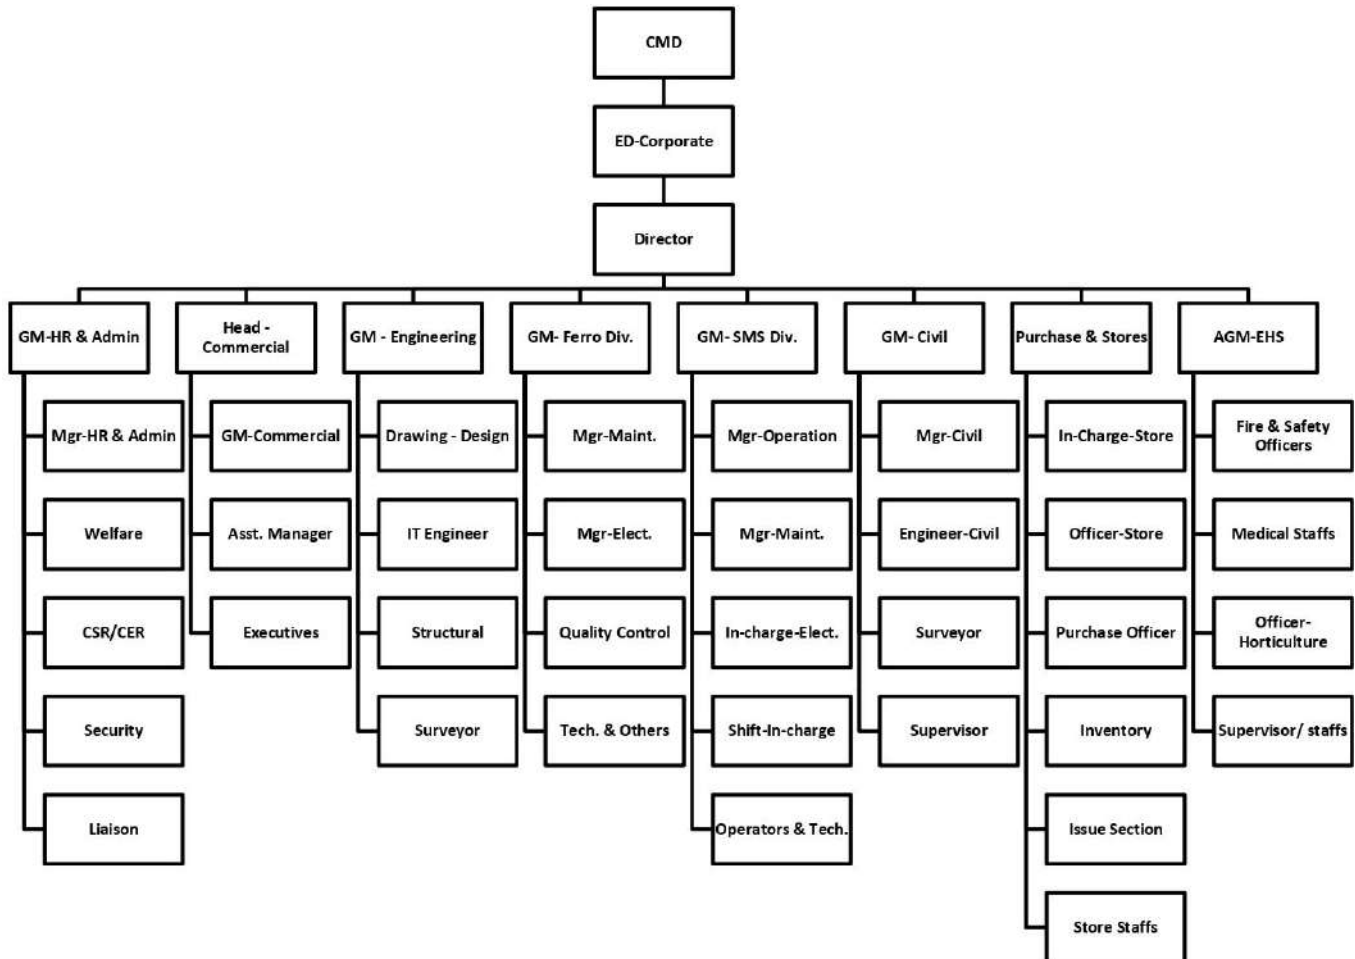 CMD
ED-Corporate
Director
GM-HR & Admin
Head -
Commercial
GM - Engineering
GM- Ferro Div.
GM- SMS Div.
GM- Civil
Purchase & Stores
AGM-EHS
Mgr-HR & Admin
GM-Commercial
Drawing - Design
Mgr-Maint.
Mgr-Operation
Mgr-Civil
In-Charge-Store
Fire & Safety
Officers
Welfare
Asst. Manager
IT Engineer
Mgr-Elect.
Mgr-Maint.
Engineer-Civil
Officer-Store
Medical Staffs
CSR/CER
Executives
Structural
Quality Control
In-charge-Elect.
Surveyor
Purchase Officer
Officer-
Horticulture
Security
Surveyor
Tech. & Others
Shift-In-charge
Supervisor
Inventory
Supervisor/ staffs
Liaison
Operators & Tech.
Issue Section
Store Staffs